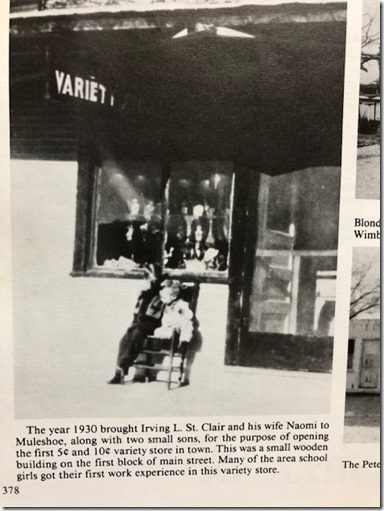 VARIET
The year 1930 brought Irving L. St. Clair and his wife Naomi to
Muleshoe, along with two small sons, for the purpose of opening
the first 5¢ and 10¢ variety store in town. This was a small wooden
building on the first block of main street. Many of the area school
girls got their first work experience in this variety store.
378
Blond
Wimb
The Pete